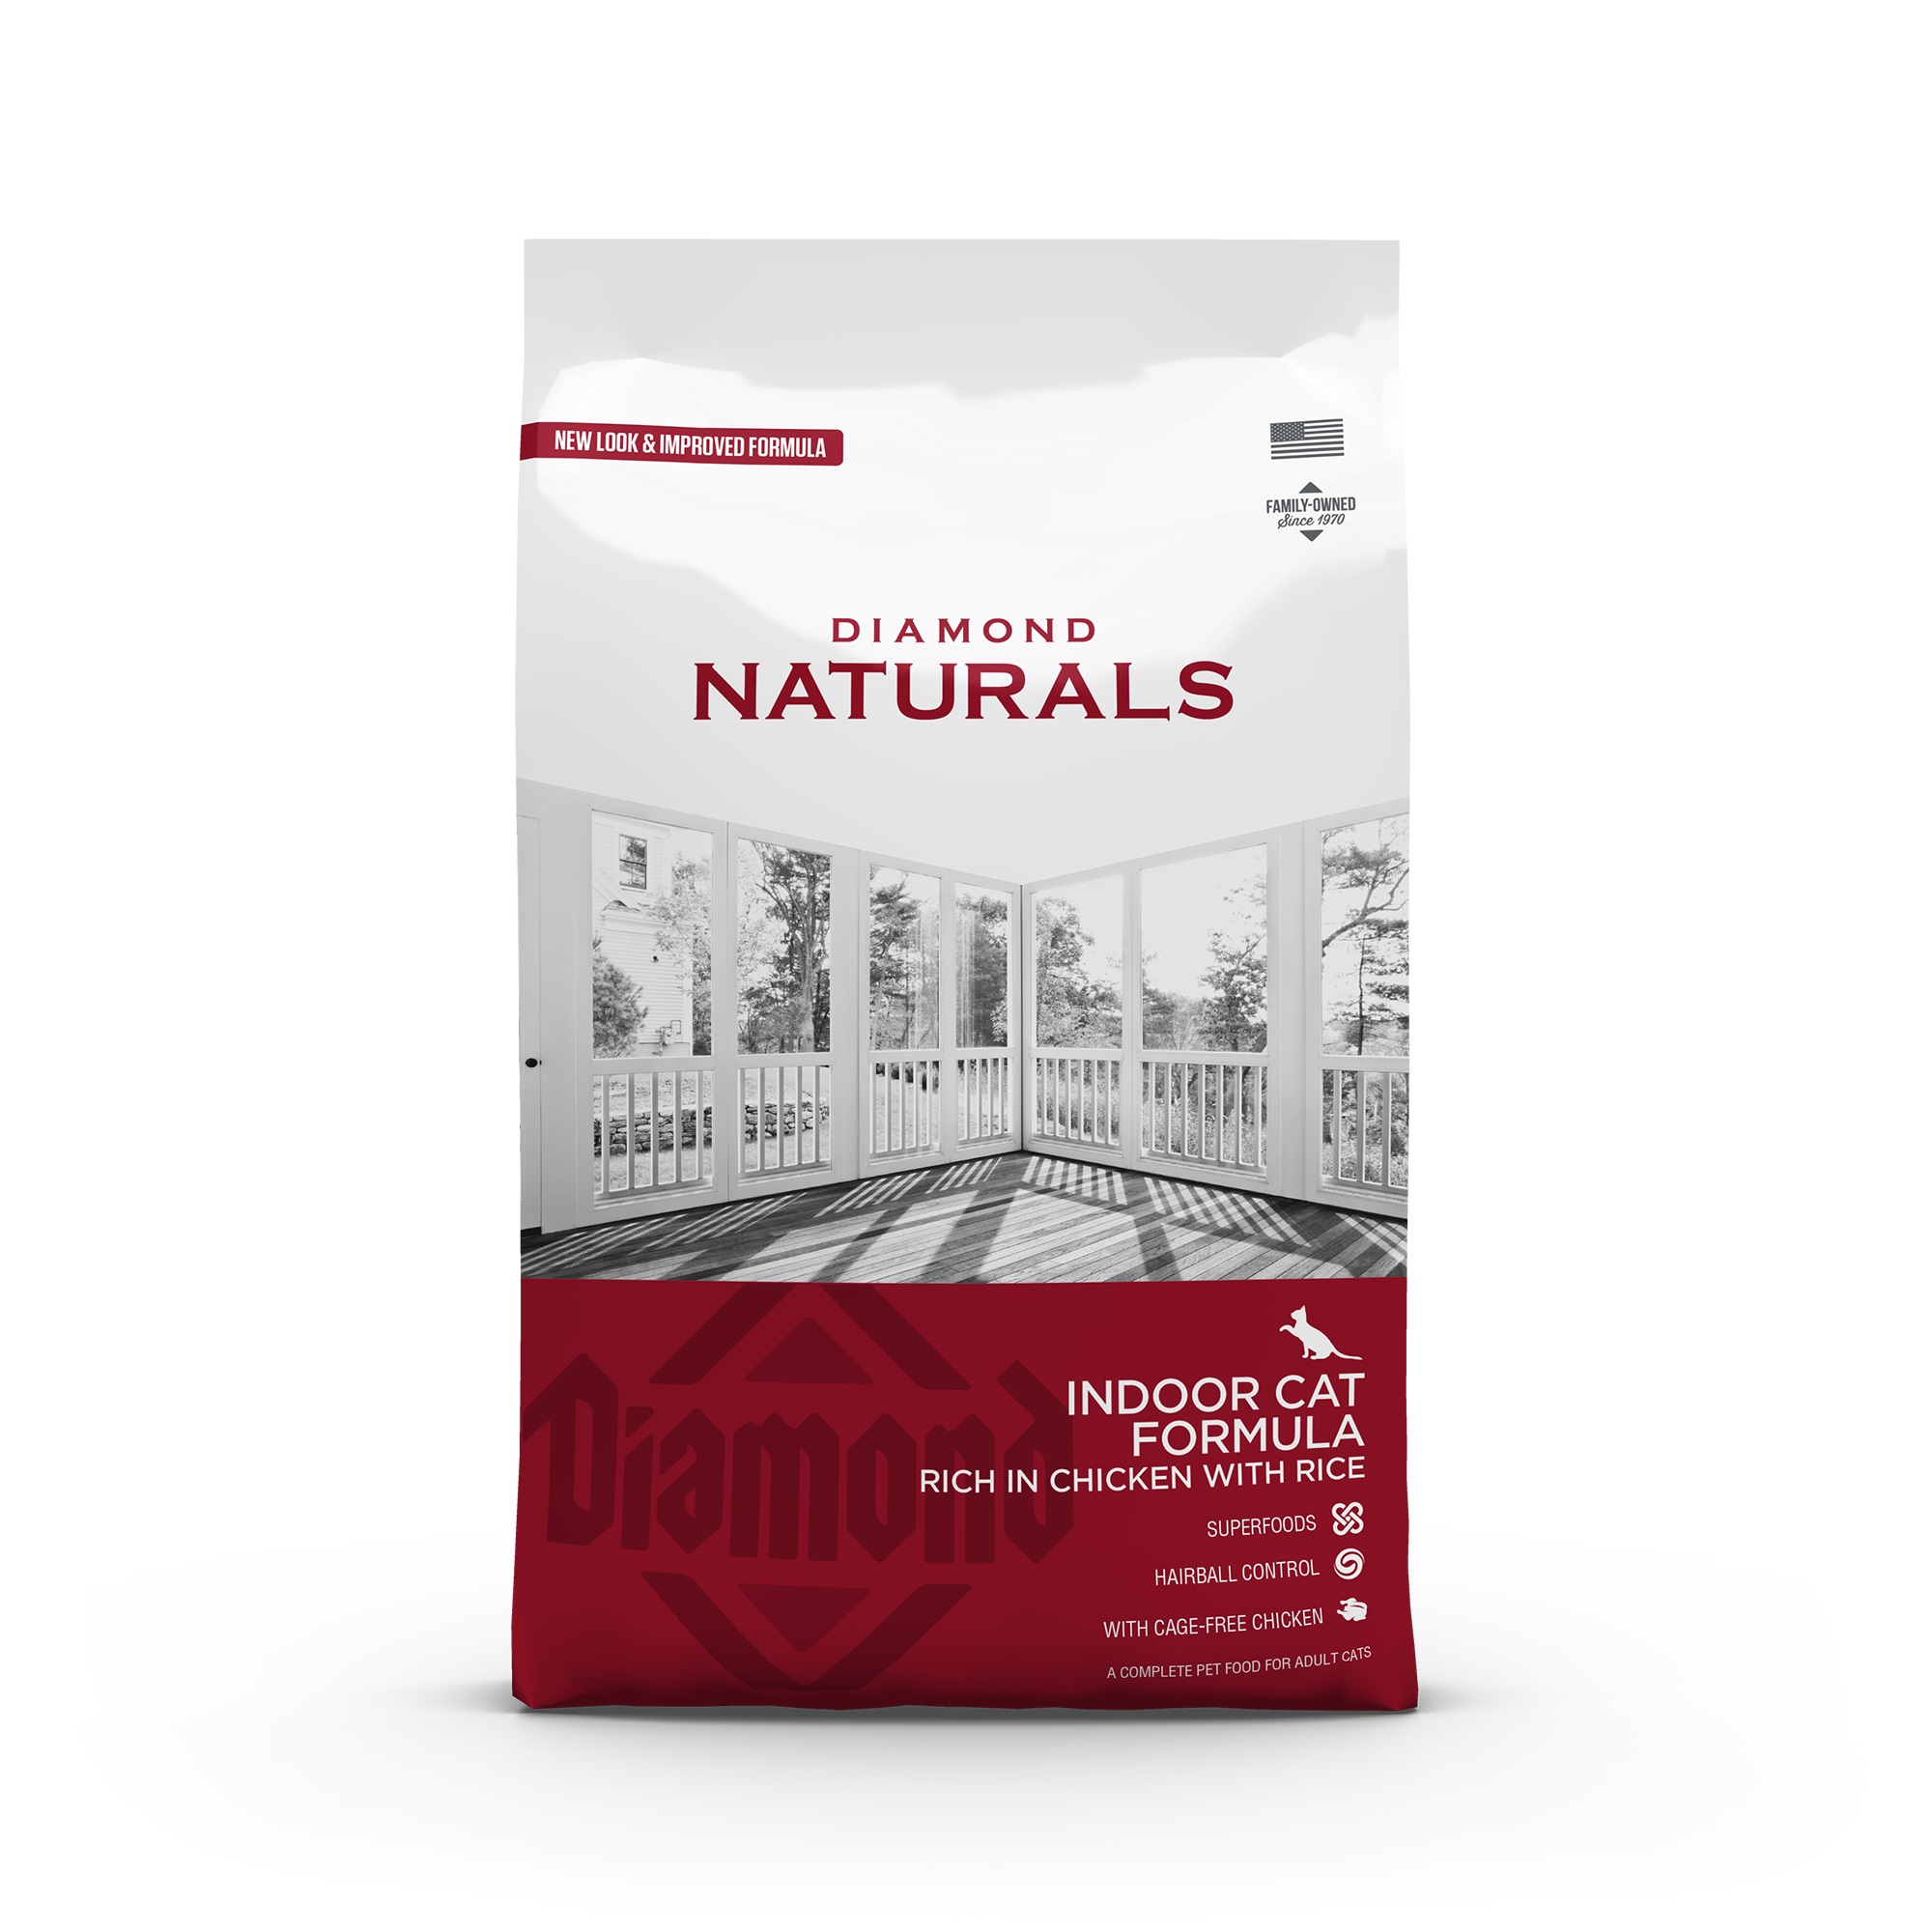 NEW LOOK & IMPROVED FORMULA
FAMILY-OWNED
Since 1970
DIAMOND
NATURALS
Diamond
INDOOR CAT
FORMULA
RICH IN CHICKEN WITH RICE
SUPERFOODS
HAIRBALL CONTROL
WITH CAGE-FREE CHICKEN
A COMPLETE PET FOOD FOR ADULT CATS